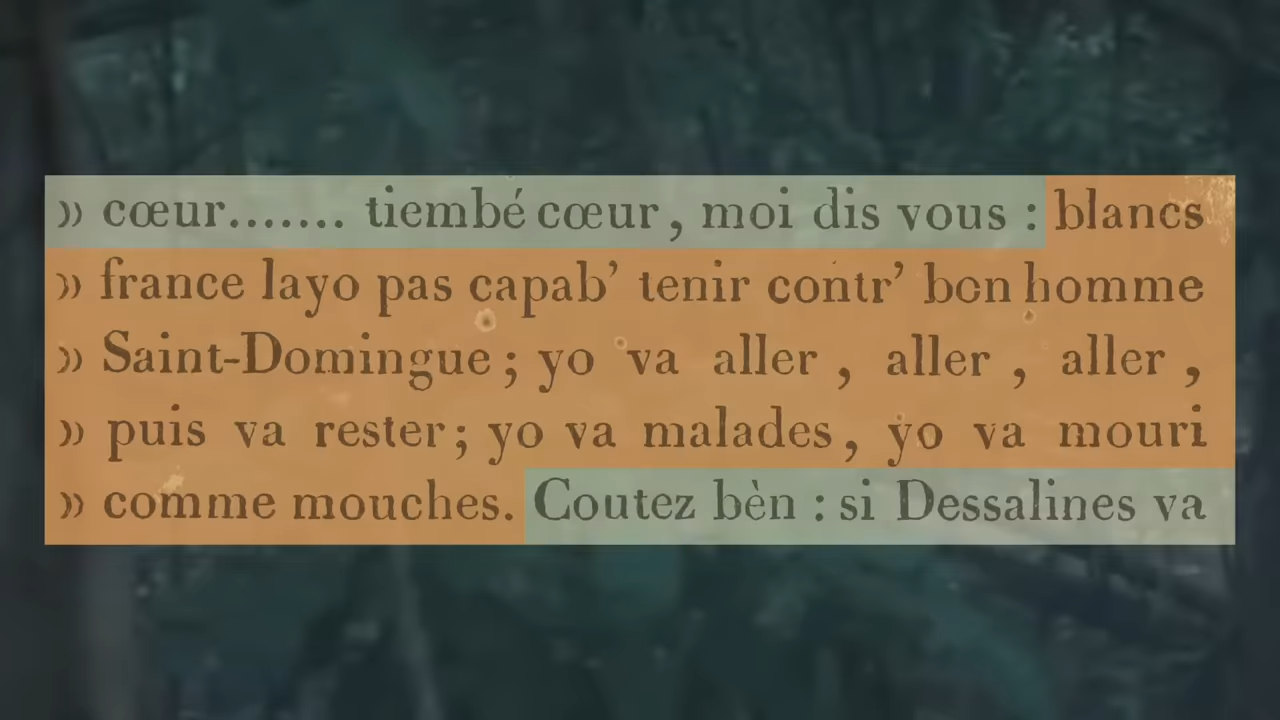 » cœur....... tiembé cœur, moi dis vous : blancs
» france layo pas capab’ tenir contr’ bon homme
» Saint-Domingue ; yo va aller , aller , aller ,
» puis va rester ; yo va malades , yo va mouri
» comme mouches. Coutez bèn : si Dessalines va